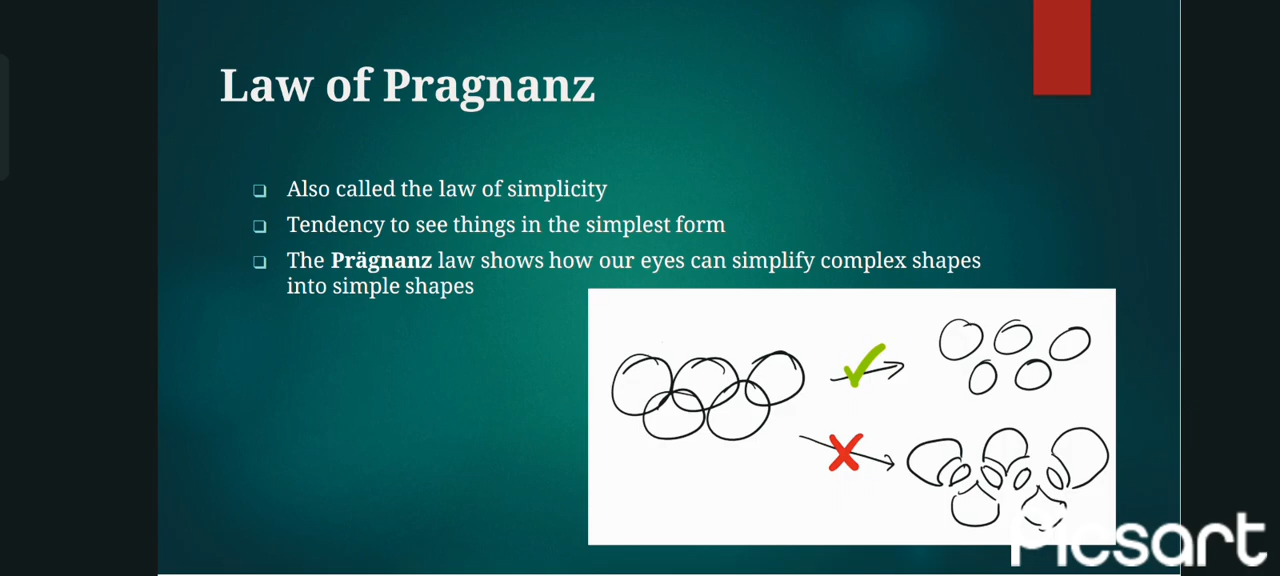 Law of Pragnanz
Also called the law of simplicity
Tendency to see things in the simplest form
The Prägnanz law shows how our eyes can simplify complex shapes
into simple shapes
Picsart